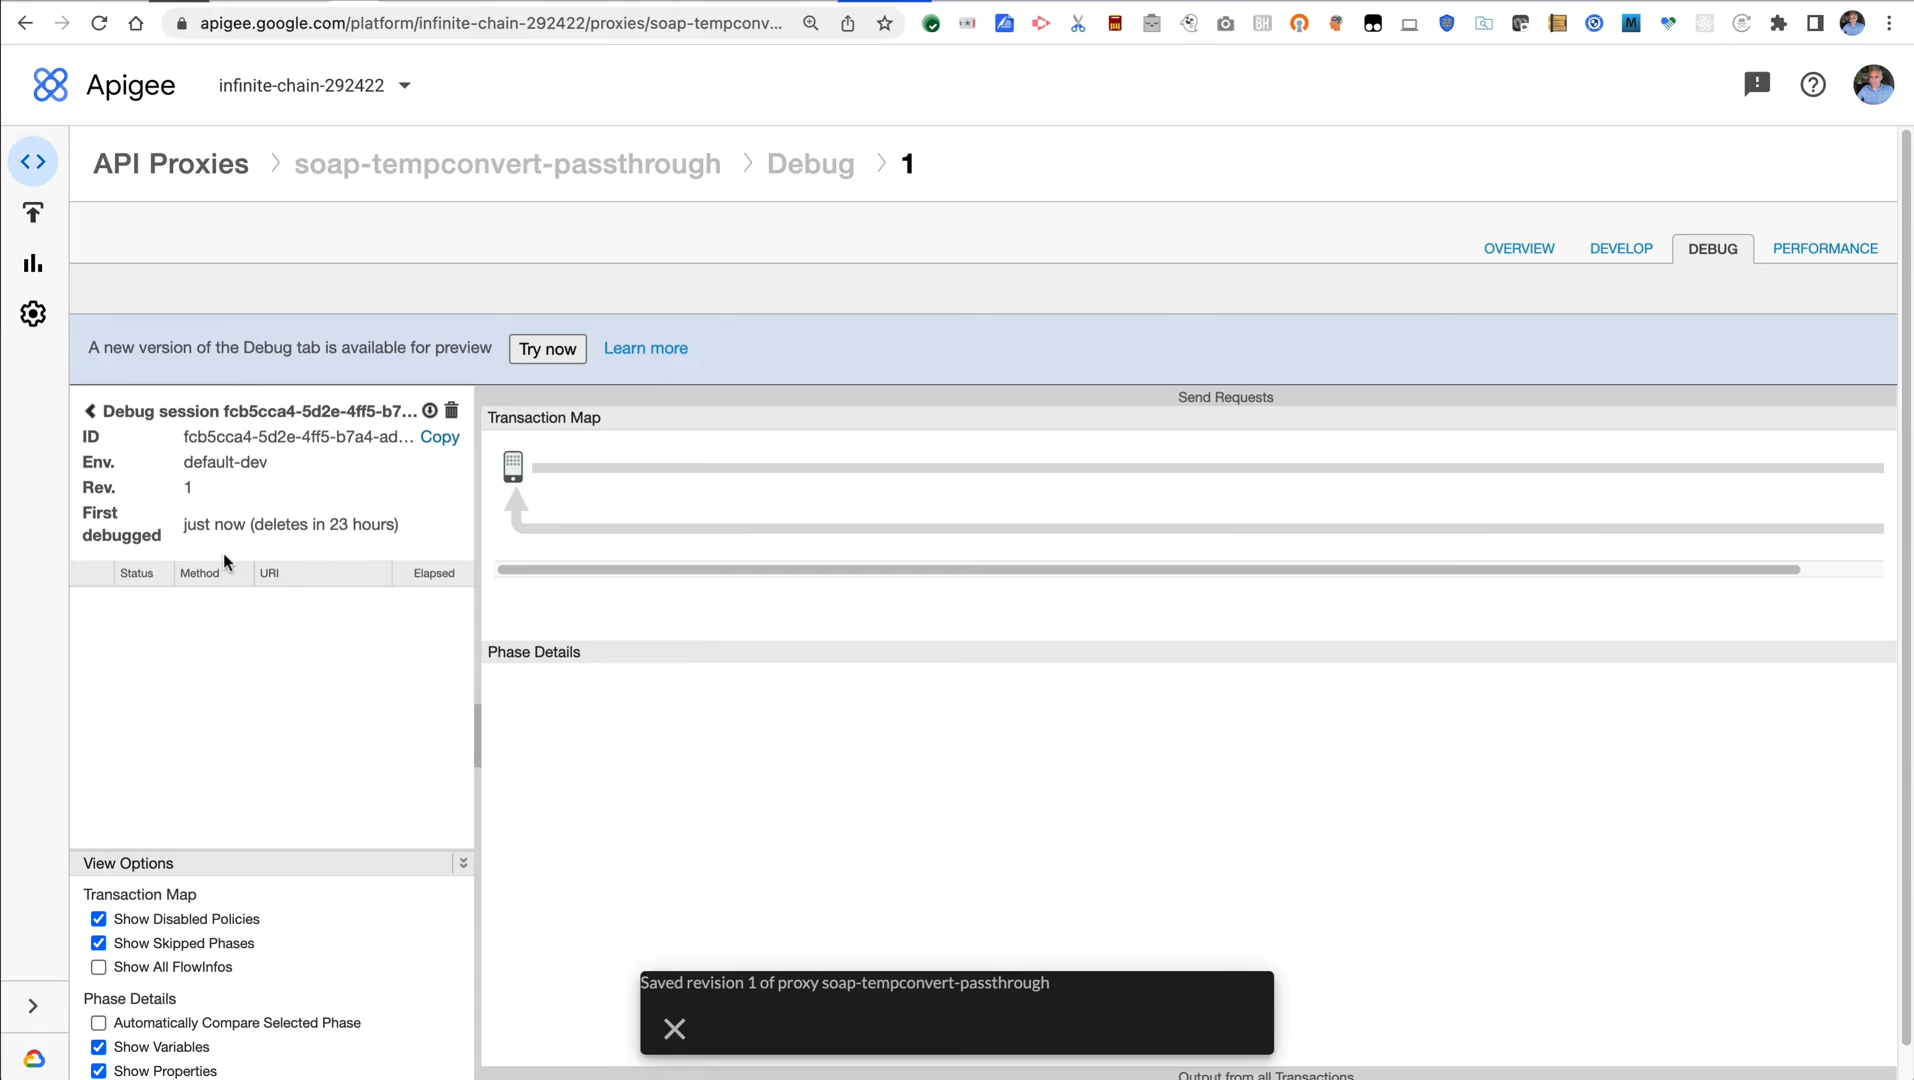 apigee.google.com/platform/infinite-chain-292422/proxies/soap-tempconv...
Apigee
infinite-chain-292422
API Proxies
soap-tempconvert-passthrough
Debug
1
OVERVIEW
DEVELOP
DEBUG
PERFORMANCE
A new version of the Debug tab is available for preview
Try now
Learn more
Debug session fcb5cca4-5d2e-4ff5-b7...
ID fcb5cca4-5d2e-4ff5-b7a4-ad... Copy
Env. default-dev
Rev. 1
First
debugged
just now (deletes in 23 hours)
Status Method URI Elapsed
Send Requests
Transaction Map
Phase Details
View Options
Transaction Map
Show Disabled Policies
Show Skipped Phases
Show All FlowInfos
Phase Details
Automatically Compare Selected Phase
Show Variables
Show Properties
Saved revision 1 of proxy soap-tempconvert-passthrough
Output from all Transactions